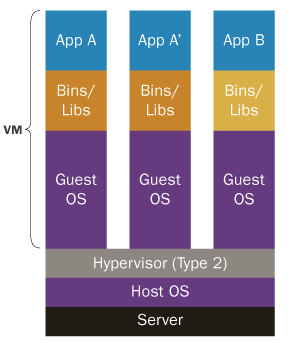 App A
App A'
App B
Bins/
Libs
Bins/
Libs
Bins/
Libs
VM
Guest
OS
Guest
OS
Guest
OS
Hypervisor (Type 2)
Host OS
Server